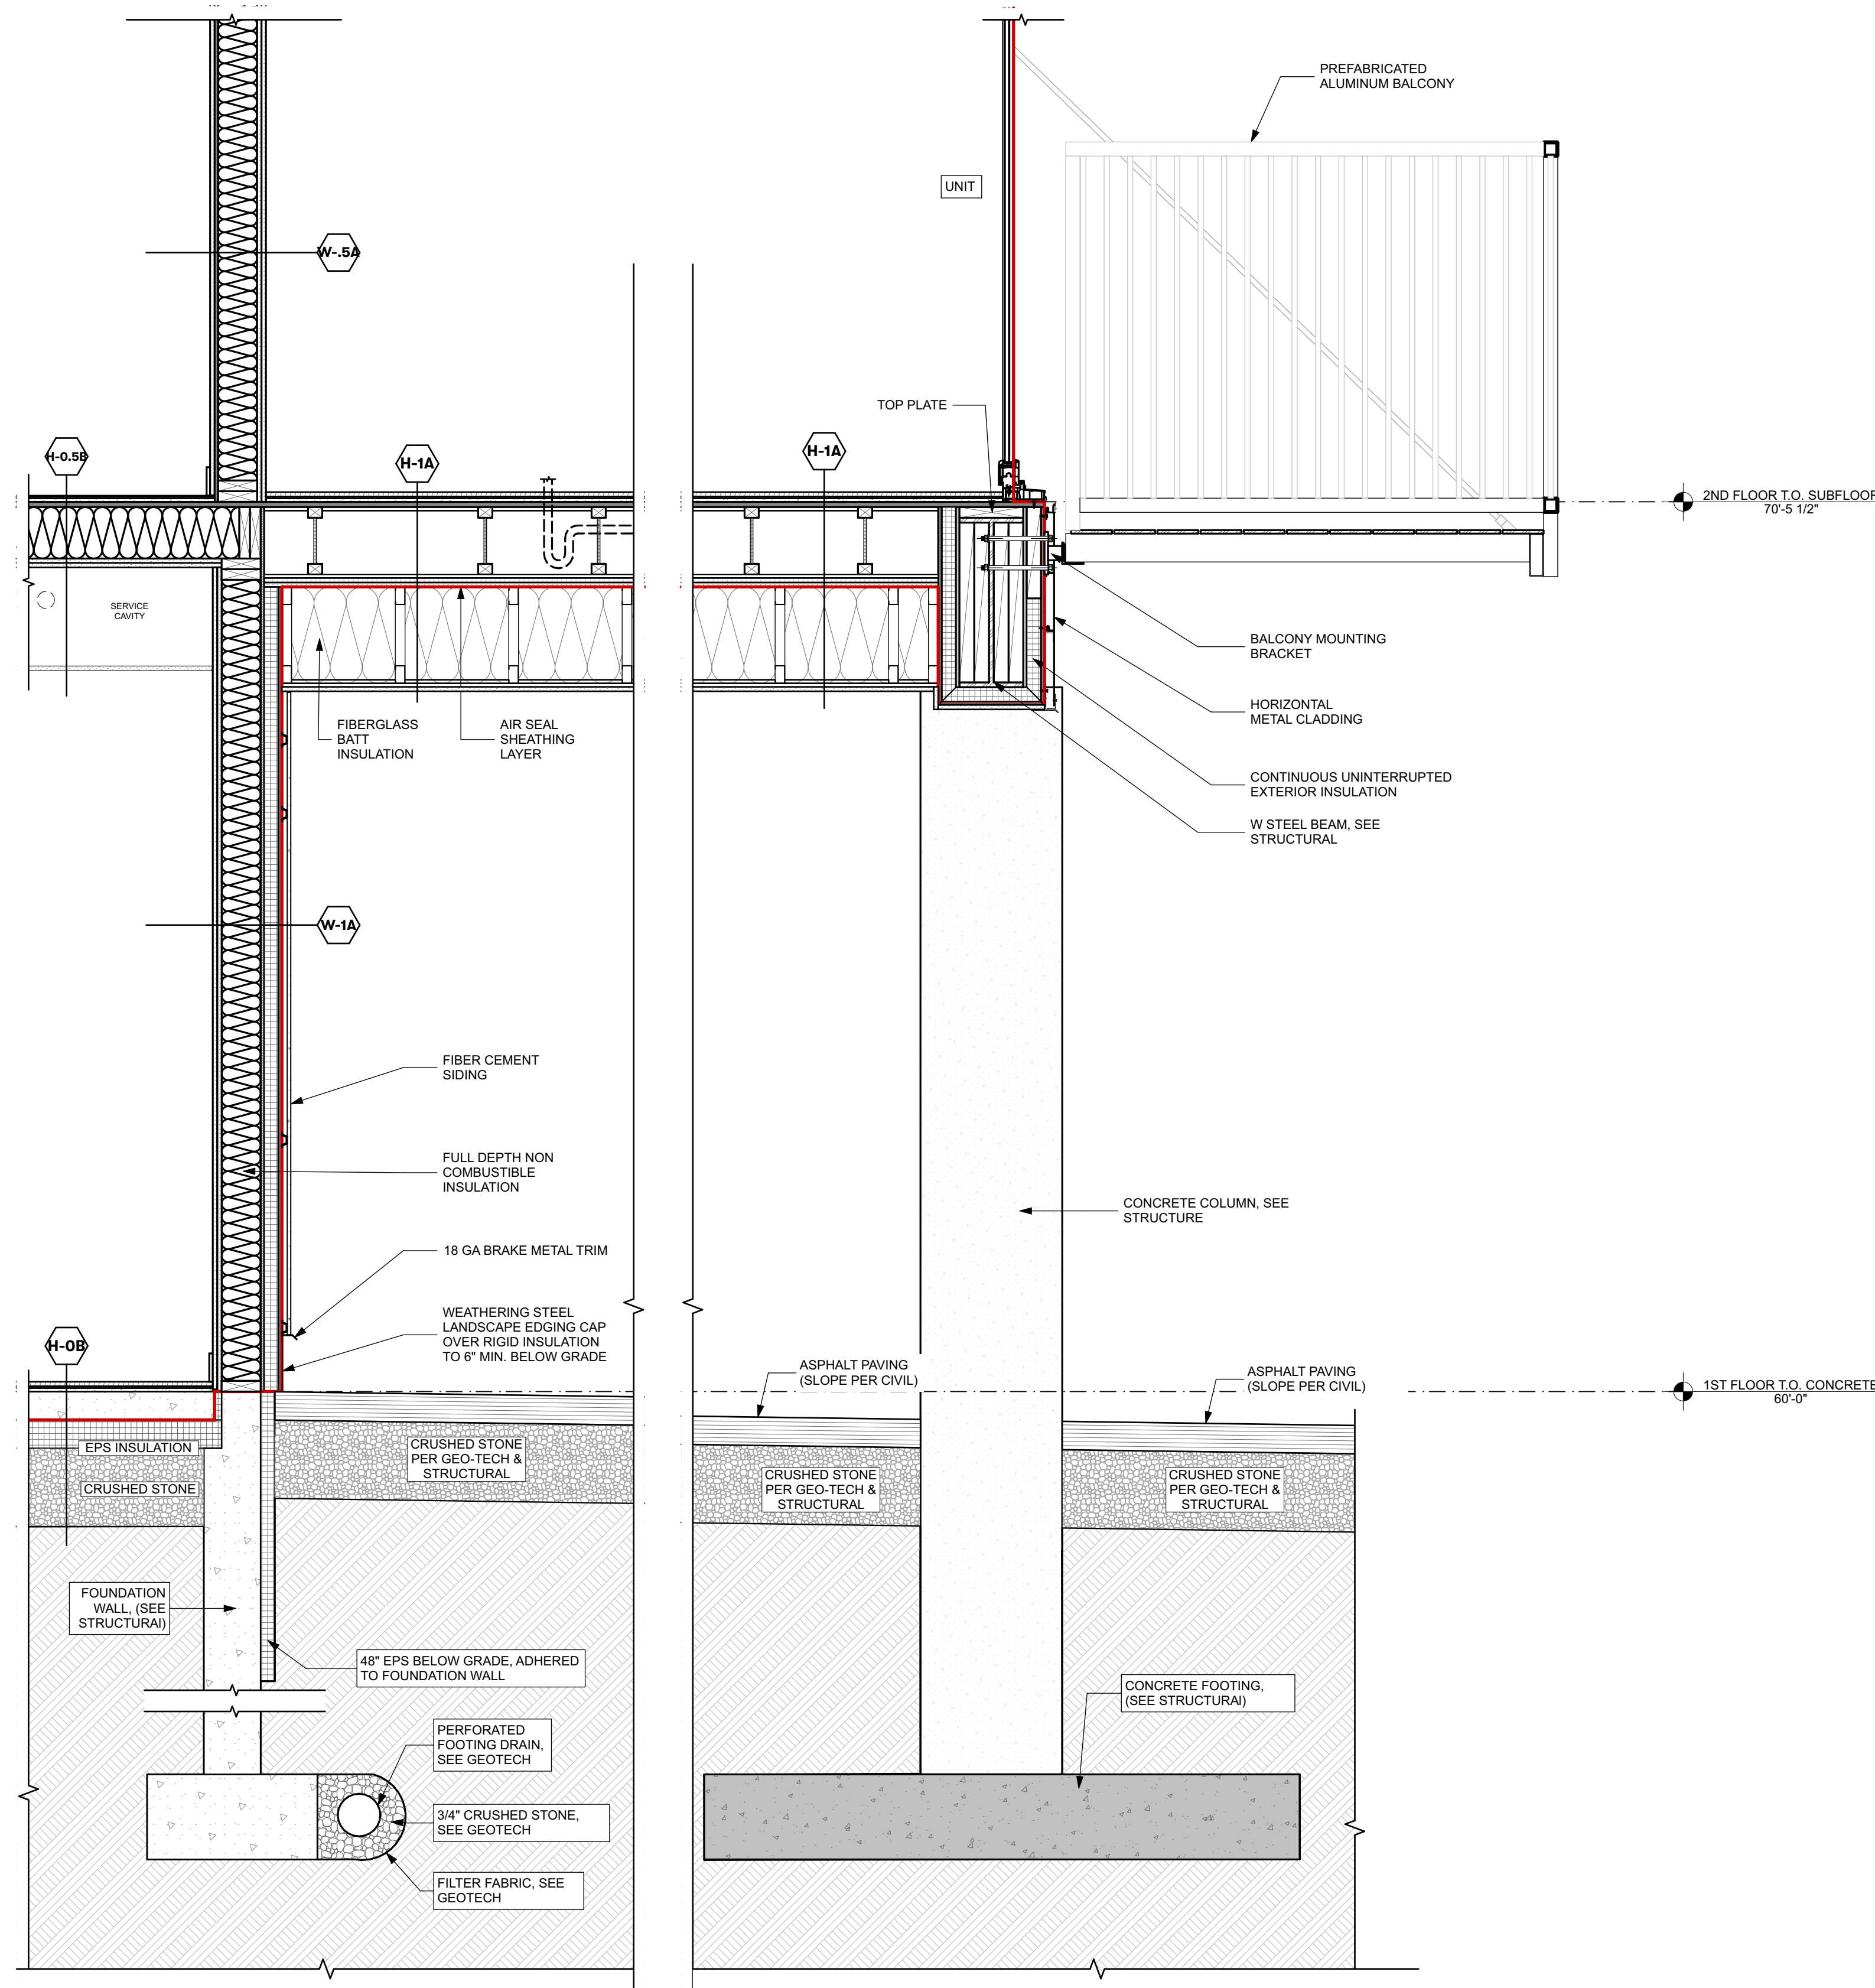 PREFABRICATED
ALUMINUM BALCONY
UNIT
W-.5A
TOP PLATE
H-0.5B
H-1A
H-1A
2ND FLOOR T.O. SUBFLOOR
70'-5 1/2"
SERVICE
CAVITY
BALCONY MOUNTING
BRACKET
HORIZONTAL
METAL CLADDING
FIBERGLASS
BATT
INSULATION
AIR SEAL
SHEATHING
LAYER
CONTINUOUS UNINTERRUPTED
EXTERIOR INSULATION
W STEEL BEAM, SEE
STRUCTURAL
W-1A
FIBER CEMENT
SIDING
FULL DEPTH NON
COMBUSTIBLE
INSULATION
CONCRETE COLUMN, SEE
STRUCTURE
18 GA BRAKE METAL TRIM
WEATHERING STEEL
LANDSCAPE EDGING CAP
OVER RIGID INSULATION
TO 6" MIN. BELOW GRADE
H-0B
ASPHALT PAVING
(SLOPE PER CIVIL)
ASPHALT PAVING
(SLOPE PER CIVIL)
1ST FLOOR T.O. CONCRETE
60'-0"
EPS INSULATION
CRUSHED STONE
CRUSHED STONE
PER GEO-TECH &
STRUCTURAL
CRUSHED STONE
PER GEO-TECH &
STRUCTURAL
CRUSHED STONE
PER GEO-TECH &
STRUCTURAL
FOUNDATION
WALL, (SEE
STRUCTURAl)
48" EPS BELOW GRADE, ADHERED
TO FOUNDATION WALL
CONCRETE FOOTING,
(SEE STRUCTURAl)
PERFORATED
FOOTING DRAIN,
SEE GEOTECH
3/4" CRUSHED STONE,
SEE GEOTECH
FILTER FABRIC, SEE
GEOTECH